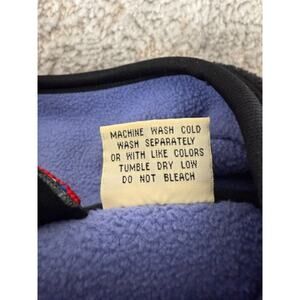 MACHINE WASH COLD
WASH SEPARATELY
OR WITH LIKE COLORS
TUMBLE DRY LOW
DO NOT BLEACH